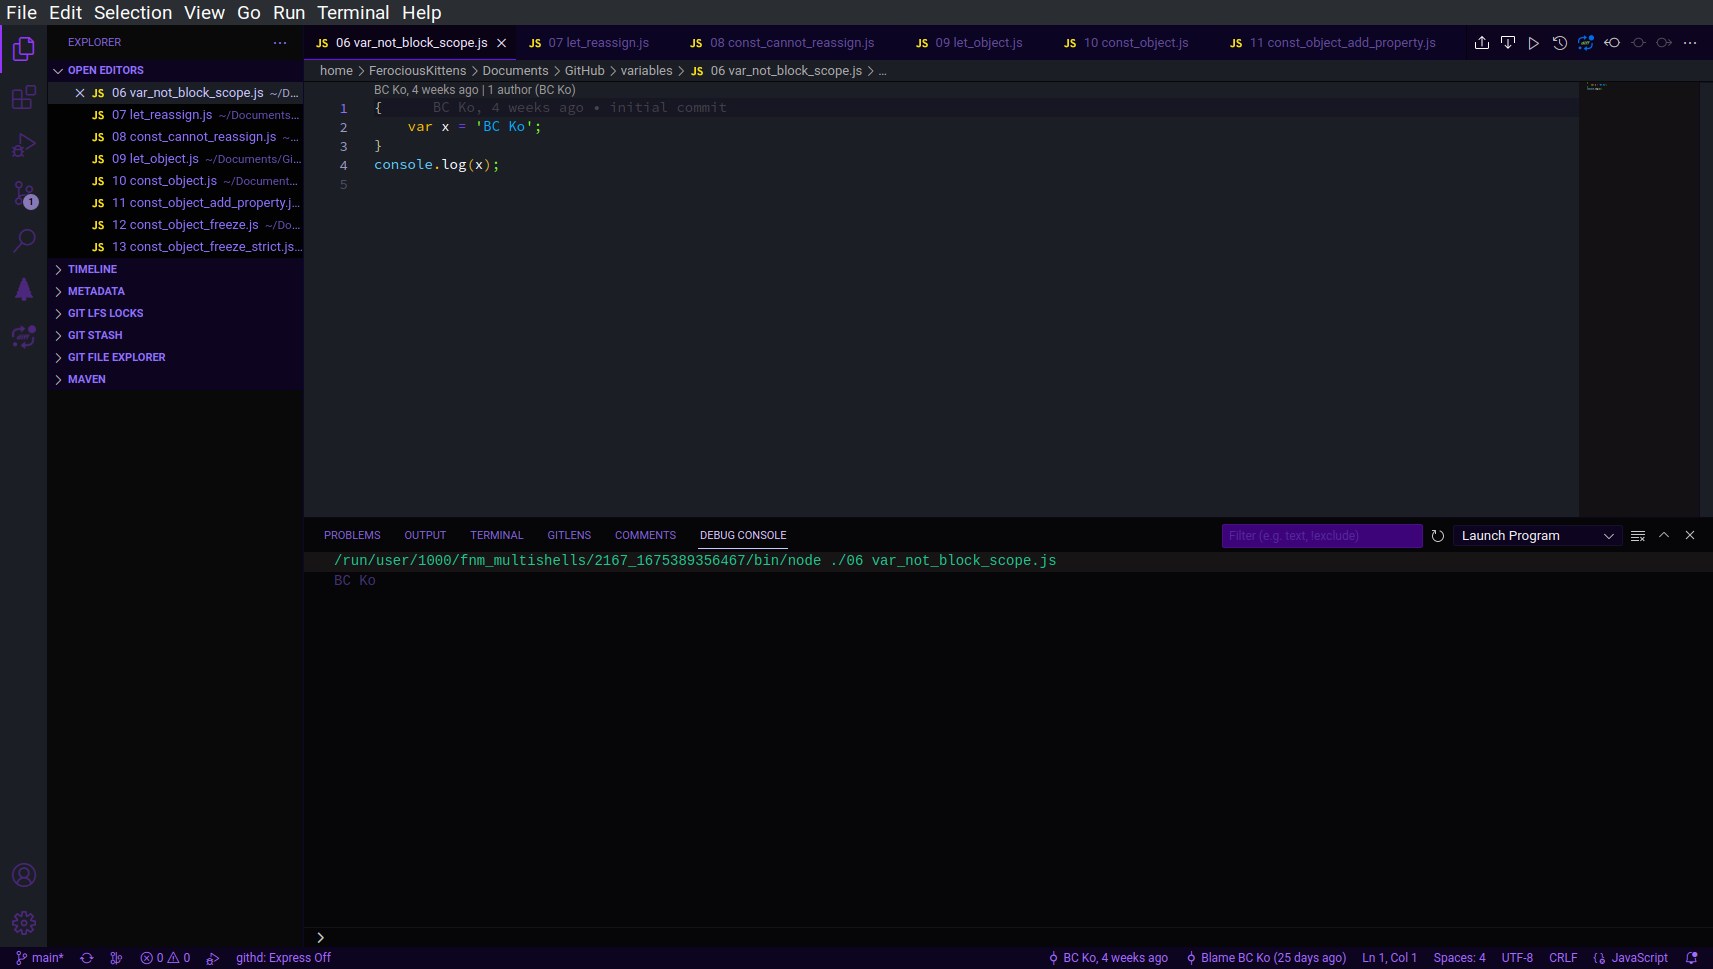 File Edit Selection View Go Run Terminal Help
EXPLORER
OPEN EDITORS
JS 06 var_not_block_scope.js ~/D...
JS 07 let_reassign.js ~/Documents...
JS 08 const_cannot_reassign.js ~...
JS 09 let_object.js ~/Documents/Gi...
JS 10 const_object.js ~/Document...
JS 11 const_object_add_property.j...
JS 12 const_object_freeze.js ~/Do...
JS 13 const_object_freeze_strict.js...
TIMELINE
METADATA
GIT LFS LOCKS
GIT STASH
GIT FILE EXPLORER
MAVEN
1
JS 06 var_not_block_scope.js JS 07 let_reassign.js JS 08 const_cannot_reassign.js JS 09 let_object.js JS 10 const_object.js JS 11 const_object_add_property.js
home > FerociousKittens > Documents > GitHub > variables > JS 06 var_not_block_scope.js > ...
BC Ko, 4 weeks ago | 1 author (BC Ko)
1 { BC Ko, 4 weeks ago • initial commit
2 var x = 'BC Ko';
3 }
4 console.log(x);
5
PROBLEMS OUTPUT TERMINAL GITLENS COMMENTS DEBUG CONSOLE Filter (e.g. text, !exclude) Launch Program
/run/user/1000/fnm_multishells/2167_1675389356467/bin/node ./06 var_not_block_scope.js
BC Ko
>
main* 0 0 githd: Express Off BC Ko, 4 weeks ago Blame BC Ko (25 days ago) Ln 1, Col 1 Spaces: 4 UTF-8 CRLF JavaScript